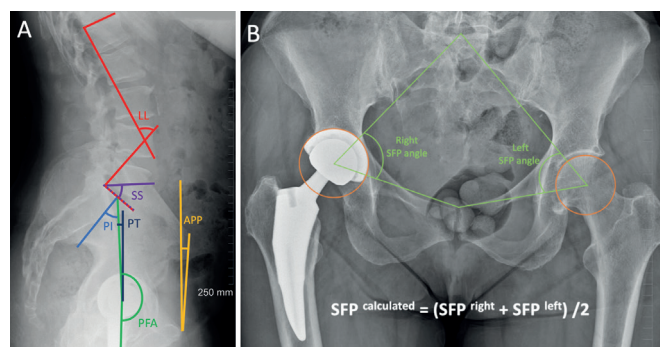 A
LL
SS
PI
PT
APP
250 mm
PFA
B
Right
SFP angle
Left
SFP angle
SFP calculated = (SFP right + SFP left) /2